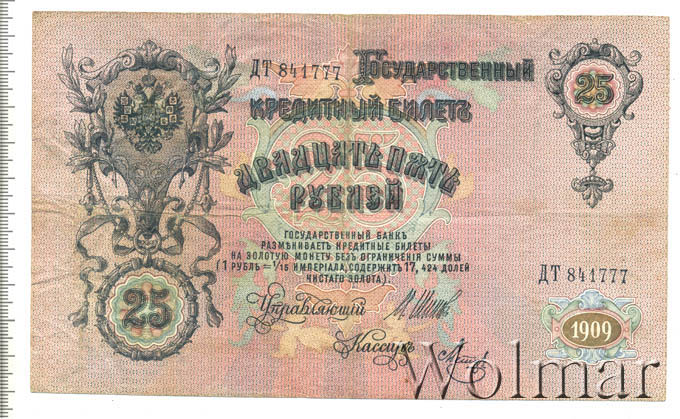 ДТ 841777 Государственный
Кредитный Билетъ
25
Двадцать пять
Рублей
Государственный Банкъ
размѣниваетъ кредитные билеты
на золотую монету безъ ограниченія суммы
(1 рубль = 1/15 имперіала, содержитъ 17,424 долей
чистаго золота)
ДТ 841777
25
Управляющій
1909
Кассиръ
Wolmar